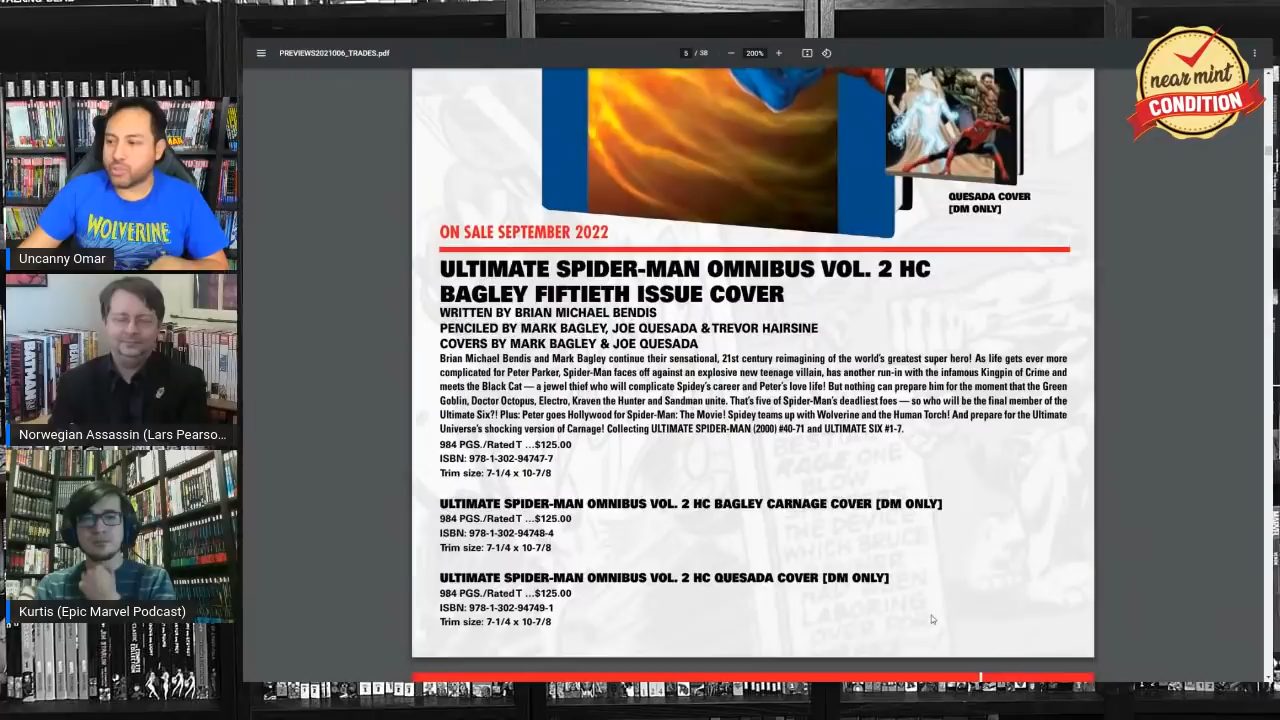 PREVIEWS2021006_TRADES.pdf
5 / 38
200%
near mint
CONDITION
QUESADA COVER
[DM ONLY]
ON SALE SEPTEMBER 2022
ULTIMATE SPIDER-MAN OMNIBUS VOL. 2 HC
BAGLEY FIFTIETH ISSUE COVER
WRITTEN BY BRIAN MICHAEL BENDIS
PENCILED BY MARK BAGLEY, JOE QUESADA & TREVOR HAIRSINE
COVERS BY MARK BAGLEY & JOE QUESADA
Brian Michael Bendis and Mark Bagley continue their sensational, 21st century reimagining of the world's greatest super hero! As life gets ever more
complicated for Peter Parker, Spider-Man faces off against an explosive new teenage villain, has another run-in with the infamous Kingpin of Crime and
meets the Black Cat — a jewel thief who will complicate Spidey's career and Peter's love life! But nothing can prepare him for the moment that the Green
Goblin, Doctor Octopus, Electro, Kraven the Hunter and Sandman unite. That's five of Spider-Man's deadliest foes — so who will be the final member of the
Ultimate Six?! Plus: Peter goes Hollywood for Spider-Man: The Movie! Spidey teams up with Wolverine and the Human Torch! And prepare for the Ultimate
Universe's shocking version of Carnage! Collecting ULTIMATE SPIDER-MAN (2000) #40-71 and ULTIMATE SIX #1-7.
984 PGS./Rated T ...$125.00
ISBN: 978-1-302-94747-7
Trim size: 7-1/4 x 10-7/8
ULTIMATE SPIDER-MAN OMNIBUS VOL. 2 HC BAGLEY CARNAGE COVER [DM ONLY]
984 PGS./Rated T ...$125.00
ISBN: 978-1-302-94748-4
Trim size: 7-1/4 x 10-7/8
ULTIMATE SPIDER-MAN OMNIBUS VOL. 2 HC QUESADA COVER [DM ONLY]
984 PGS./Rated T ...$125.00
ISBN: 978-1-302-94749-1
Trim size: 7-1/4 x 10-7/8
WOLVERINE
Uncanny Omar
BATMAN
Norwegian Assassin (Lars Pearso...
Kurtis (Epic Marvel Podcast)